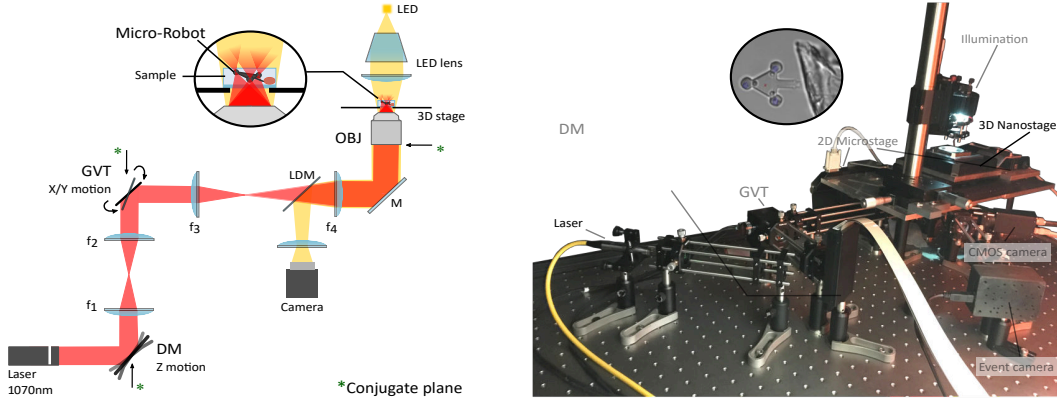 LED
LED lens
Micro-Robot
Sample
3D stage
OBJ
*
*
GVT
X/Y motion
LDM
M
f3
f4
f2
Camera
f1
DM
Z motion
Laser
1070nm
*
*Conjugate plane
Illumination
DM
2D Microstage
3D Nanostage
GVT
Laser
CMOS camera
Event camera